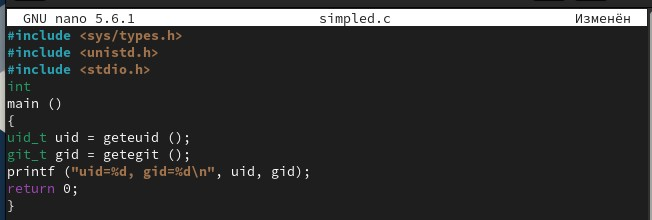 GNU nano 5.6.1 simpled.c Изменён
#include <sys/types.h>
#include <unistd.h>
#include <stdio.h>
int
main ()
{
uid_t uid = geteuid ();
git_t gid = getegit ();
printf ("uid=%d, gid=%d\n", uid, gid);
return 0;
}